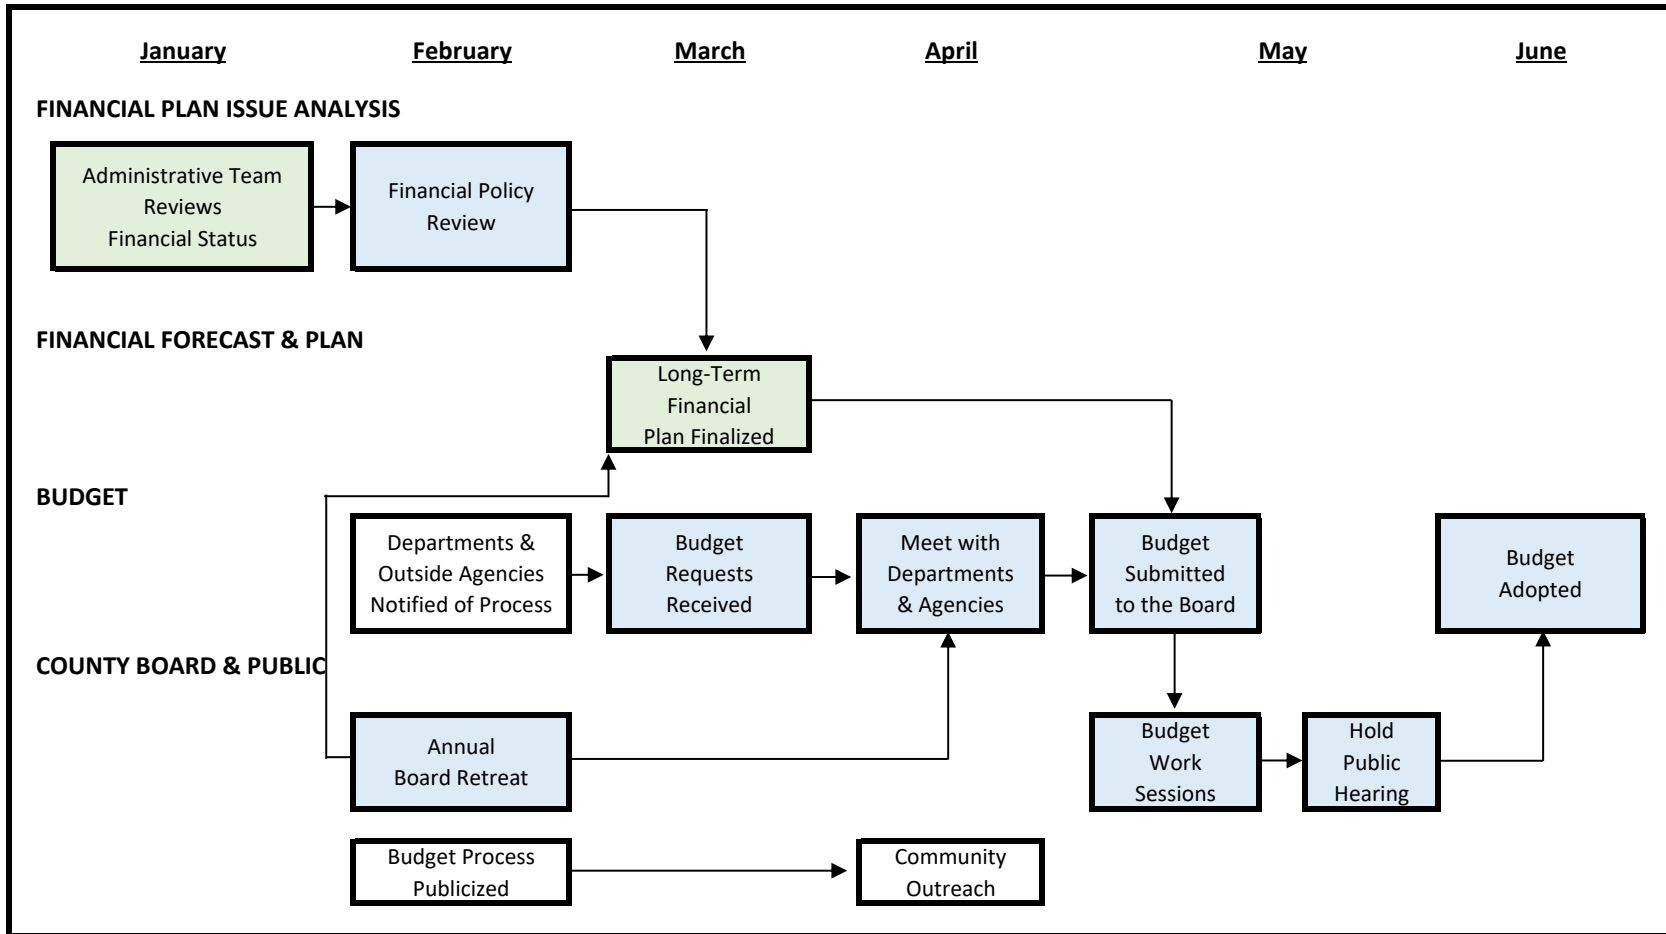 January
February
March
April
May
June
FINANCIAL PLAN ISSUE ANALYSIS
Administrative Team
Reviews
Financial Status
Financial Policy
Review
FINANCIAL FORECAST & PLAN
Long-Term
Financial
Plan Finalized
BUDGET
Departments &
Outside Agencies
Notified of Process
Budget
Requests
Received
Meet with
Departments
& Agencies
Budget
Submitted
to the Board
Budget
Adopted
COUNTY BOARD & PUBLIC
Annual
Board Retreat
Budget
Work
Sessions
Hold
Public
Hearing
Budget Process
Publicized
Community
Outreach